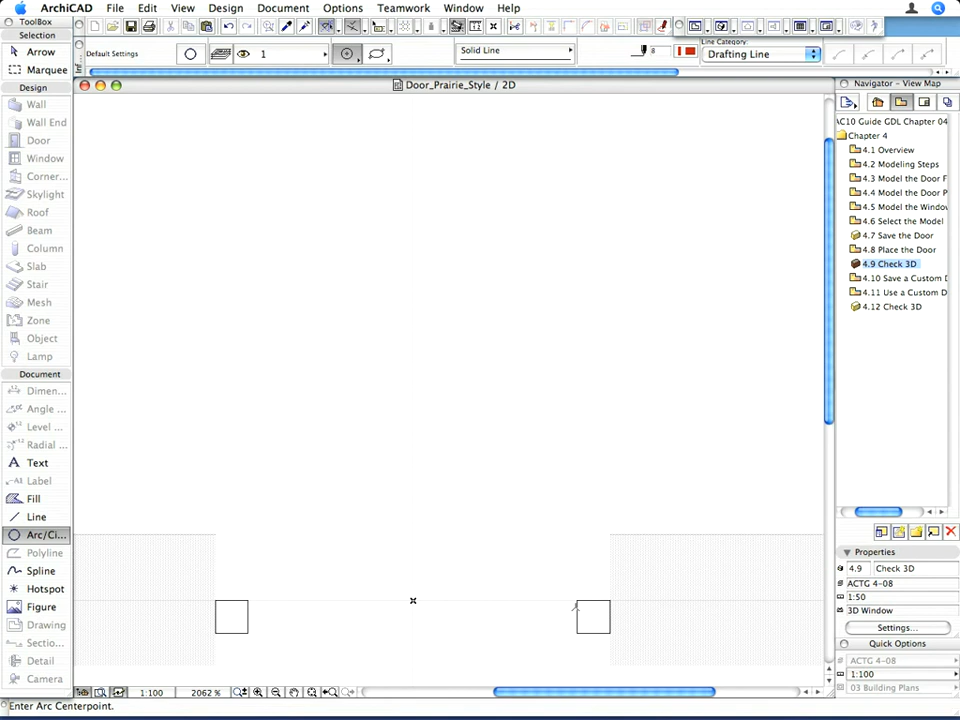 ArchiCAD File Edit View Design Document Options Teamwork Window Help
ToolBox
Selection
Arrow
Marquee
Design
Wall
Wall End
Door
Window
Corner...
Skylight
Roof
Beam
Column
Slab
Stair
Mesh
Zone
Object
Lamp
Document
Dimen...
Angle ...
Level ...
Radial ...
Text
Label
Fill
Line
Arc/Ci...
Polyline
Spline
Hotspot
Figure
Drawing
Sectio...
Detail
Camera
Default Settings
1
Solid Line
8
Line Category:
Drafting Line
Door_Prairie_Style / 2D
Navigator - View Map
AC10 Guide GDL Chapter 04
Chapter 4
4.1 Overview
4.2 Modeling Steps
4.3 Model the Door F
4.4 Model the Door P
4.5 Model the Window
4.6 Select the Model
4.7 Save the Door
4.8 Place the Door
4.9 Check 3D
4.10 Save a Custom D
4.11 Use a Custom D
4.12 Check 3D
Properties
4.9 Check 3D
ACTG 4-08
1:50
3D Window
Settings...
Quick Options
ACTG 4-08
1:100
03 Building Plans
1:100
2062 %
Enter Arc Centerpoint.